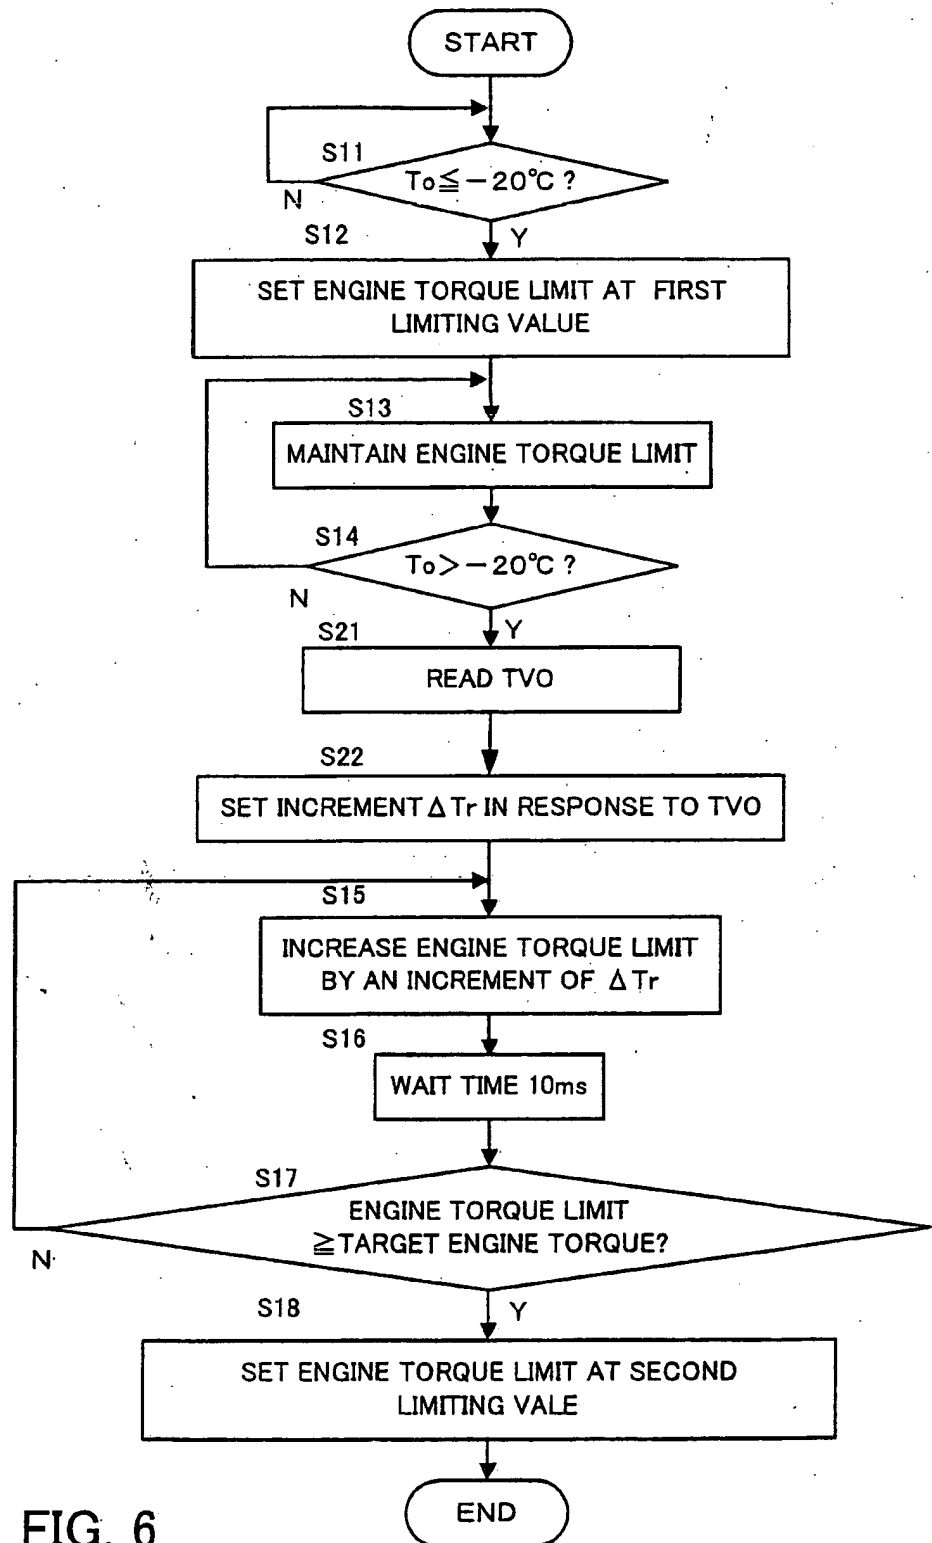 START
S11
To≦−20℃?
N
Y
S12
SET ENGINE TORQUE LIMIT AT FIRST
LIMITING VALUE
S13
MAINTAIN ENGINE TORQUE LIMIT
S14
To>−20℃?
N
Y
S21
READ TVO
S22
SET INCREMENT ΔTr IN RESPONSE TO TVO
S15
INCREASE ENGINE TORQUE LIMIT
BY AN INCREMENT OF ΔTr
S16
WAIT TIME 10ms
S17
ENGINE TORQUE LIMIT
≧TARGET ENGINE TORQUE?
N
Y
S18
SET ENGINE TORQUE LIMIT AT SECOND
LIMITING VALE
END
FIG. 6